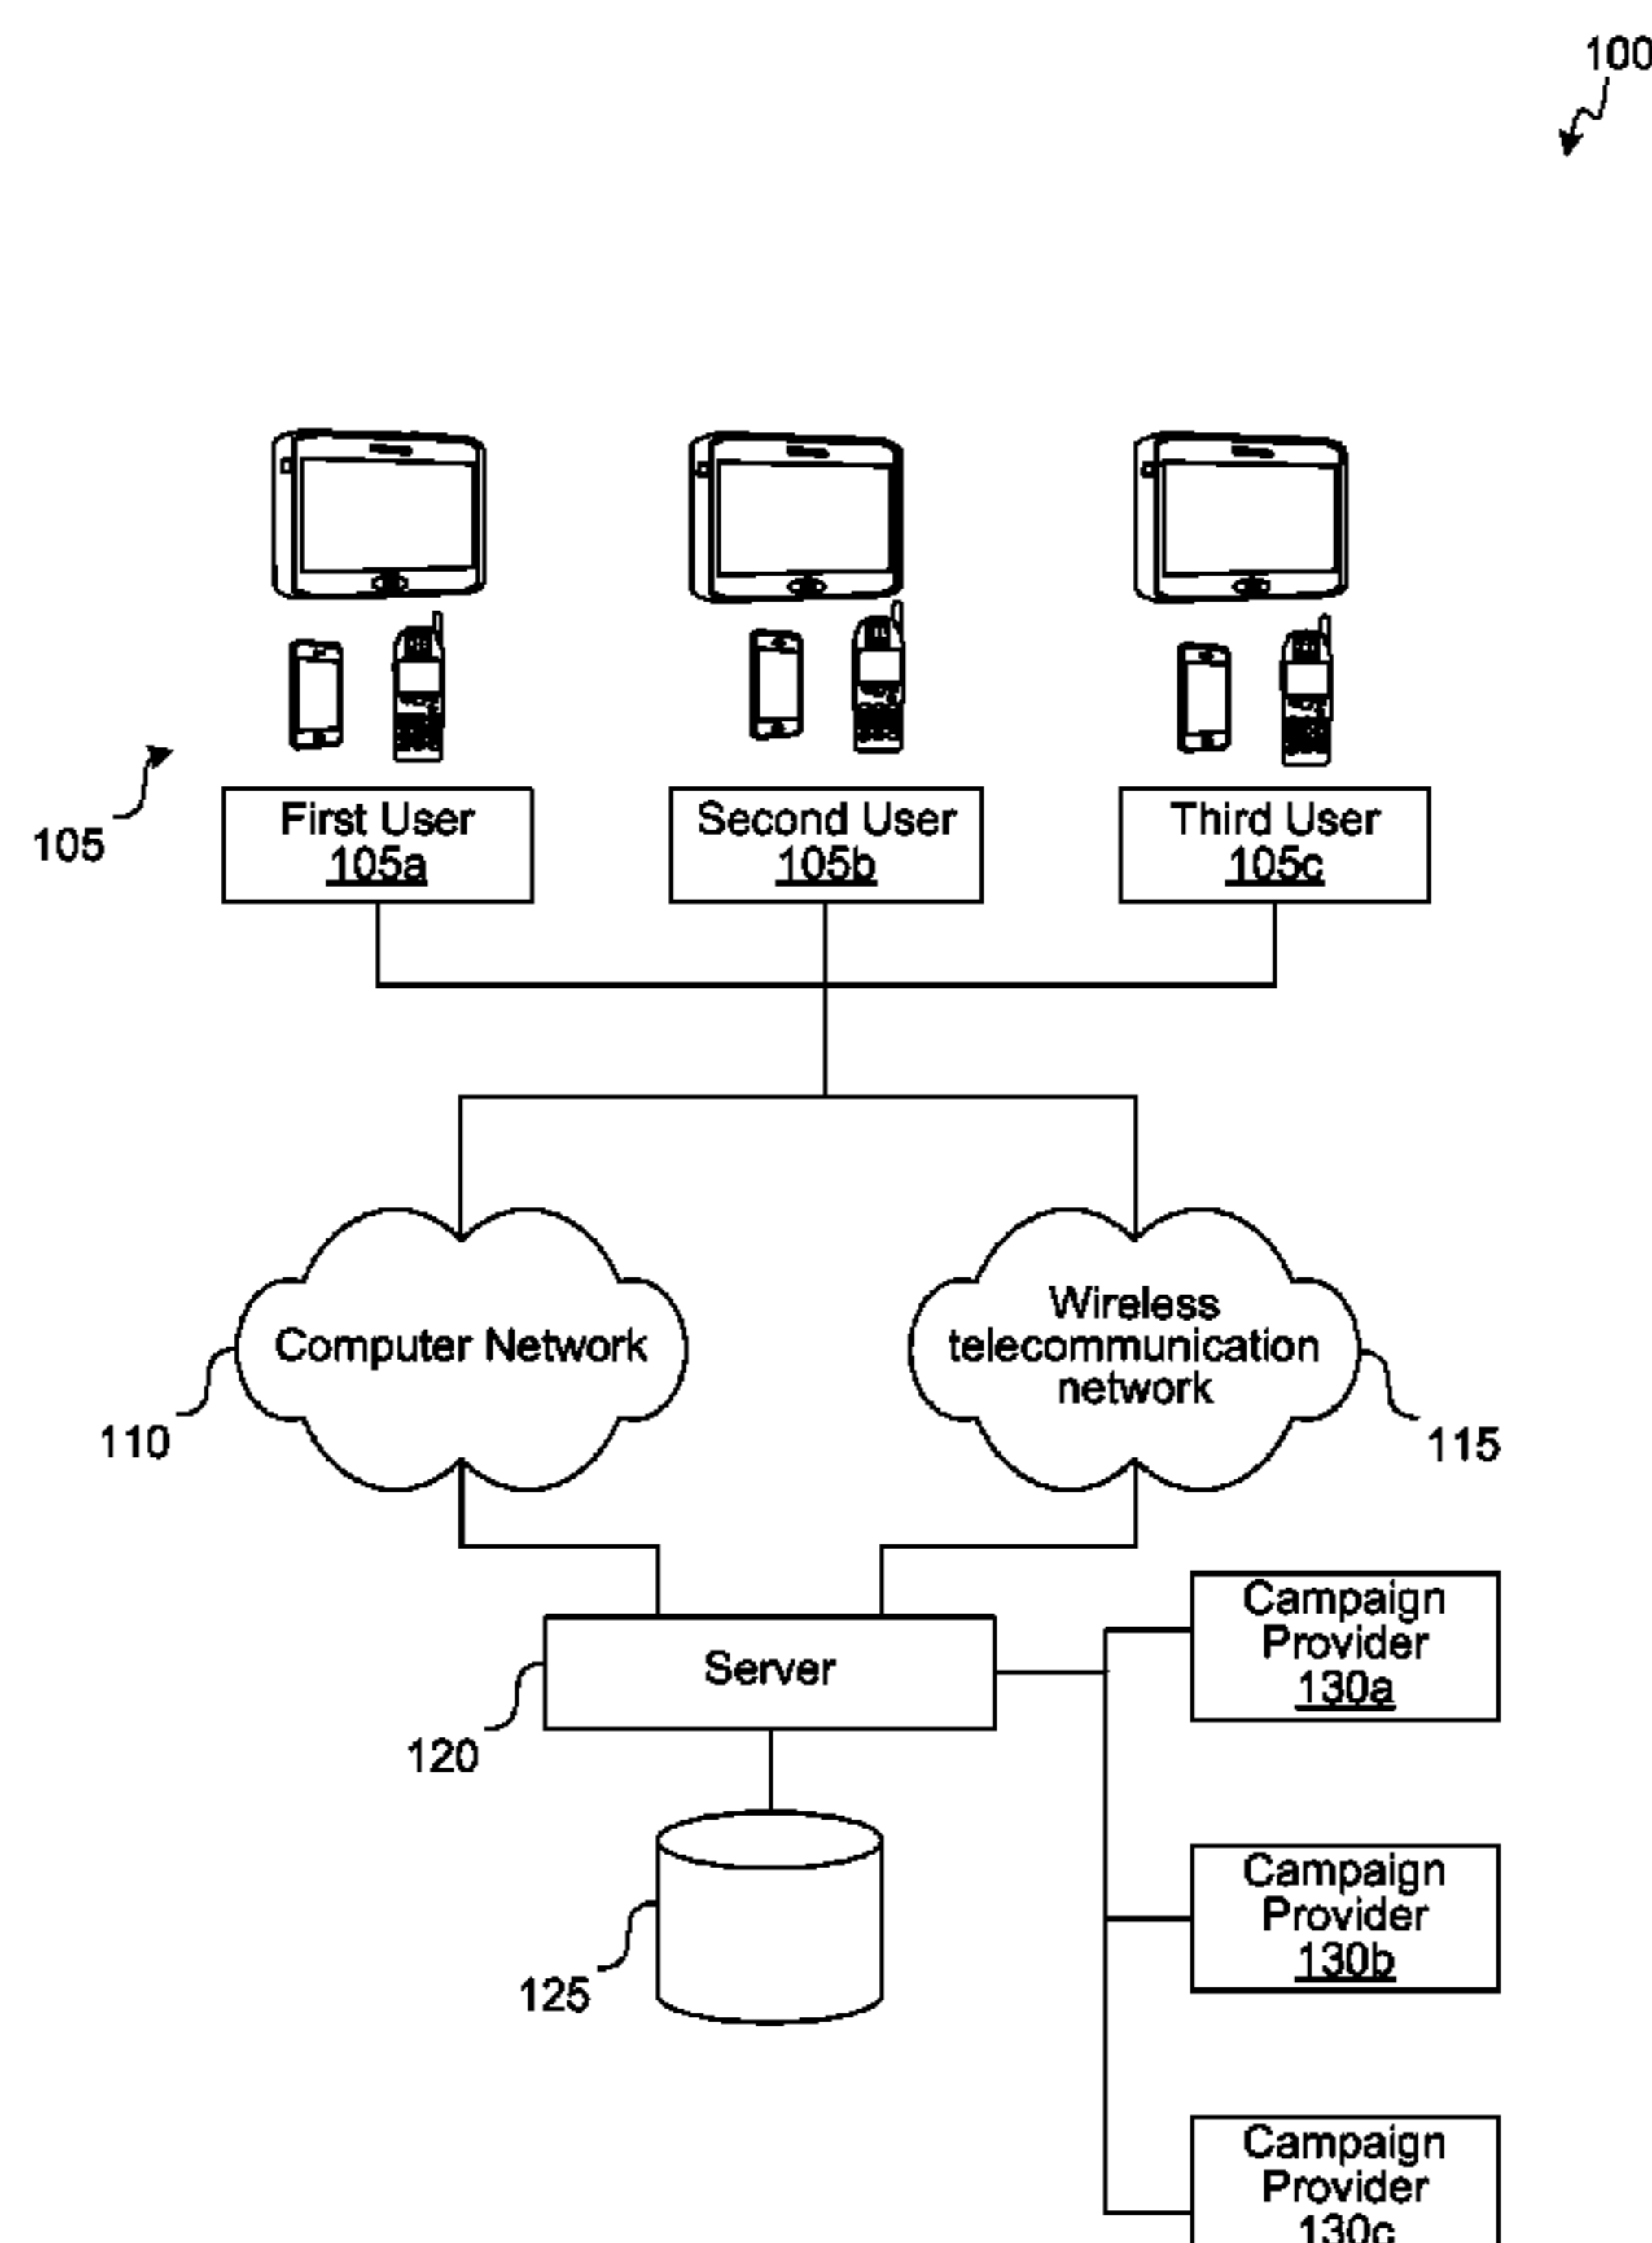 100
105
First User
105a
Second User
105b
Third User
105c
Computer Network
110
Wireless
telecommunication
network
115
Server
120
125
Campaign
Provider
130a
Campaign
Provider
130b
Campaign
Provider
130c